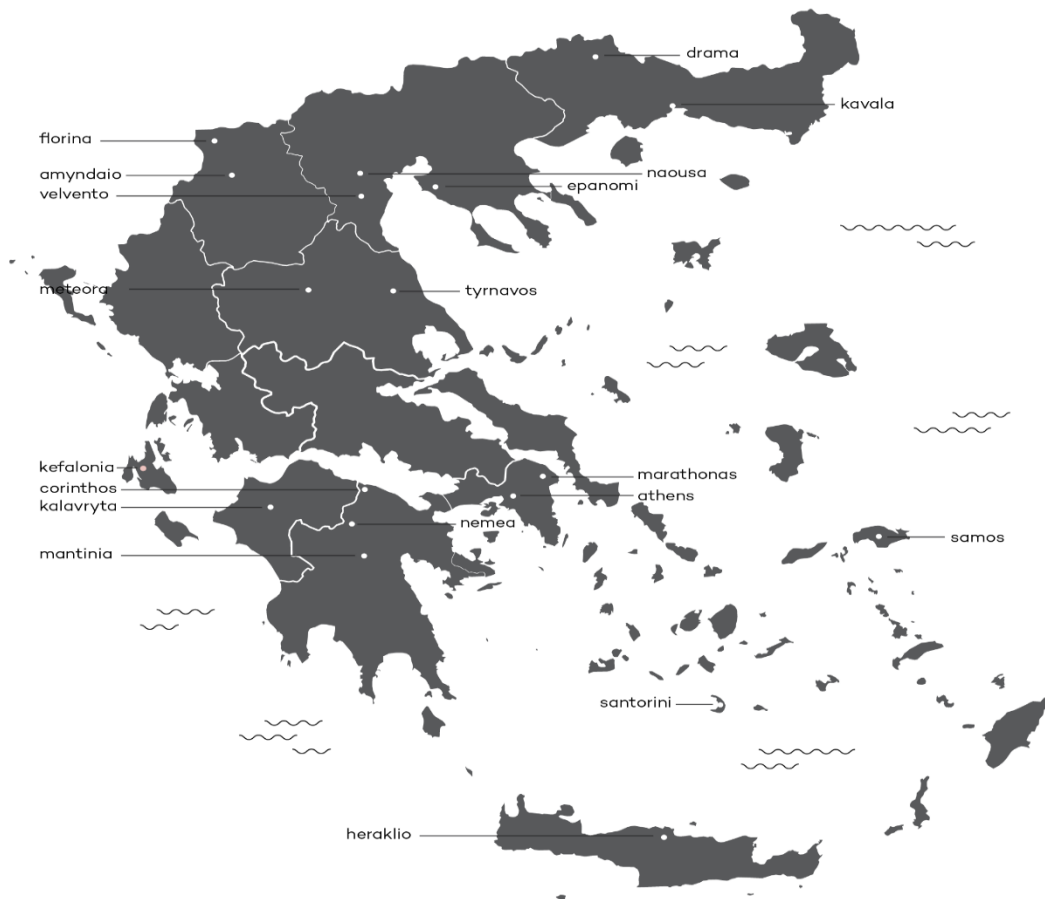 drama
kavala
florina
amyndaio
naousa
velvento
epanomi
meteora
tyrnavos
kefalonia
marathonas
corinthos
athens
kalavryta
nemea
samos
mantinia
santorini
heraklio